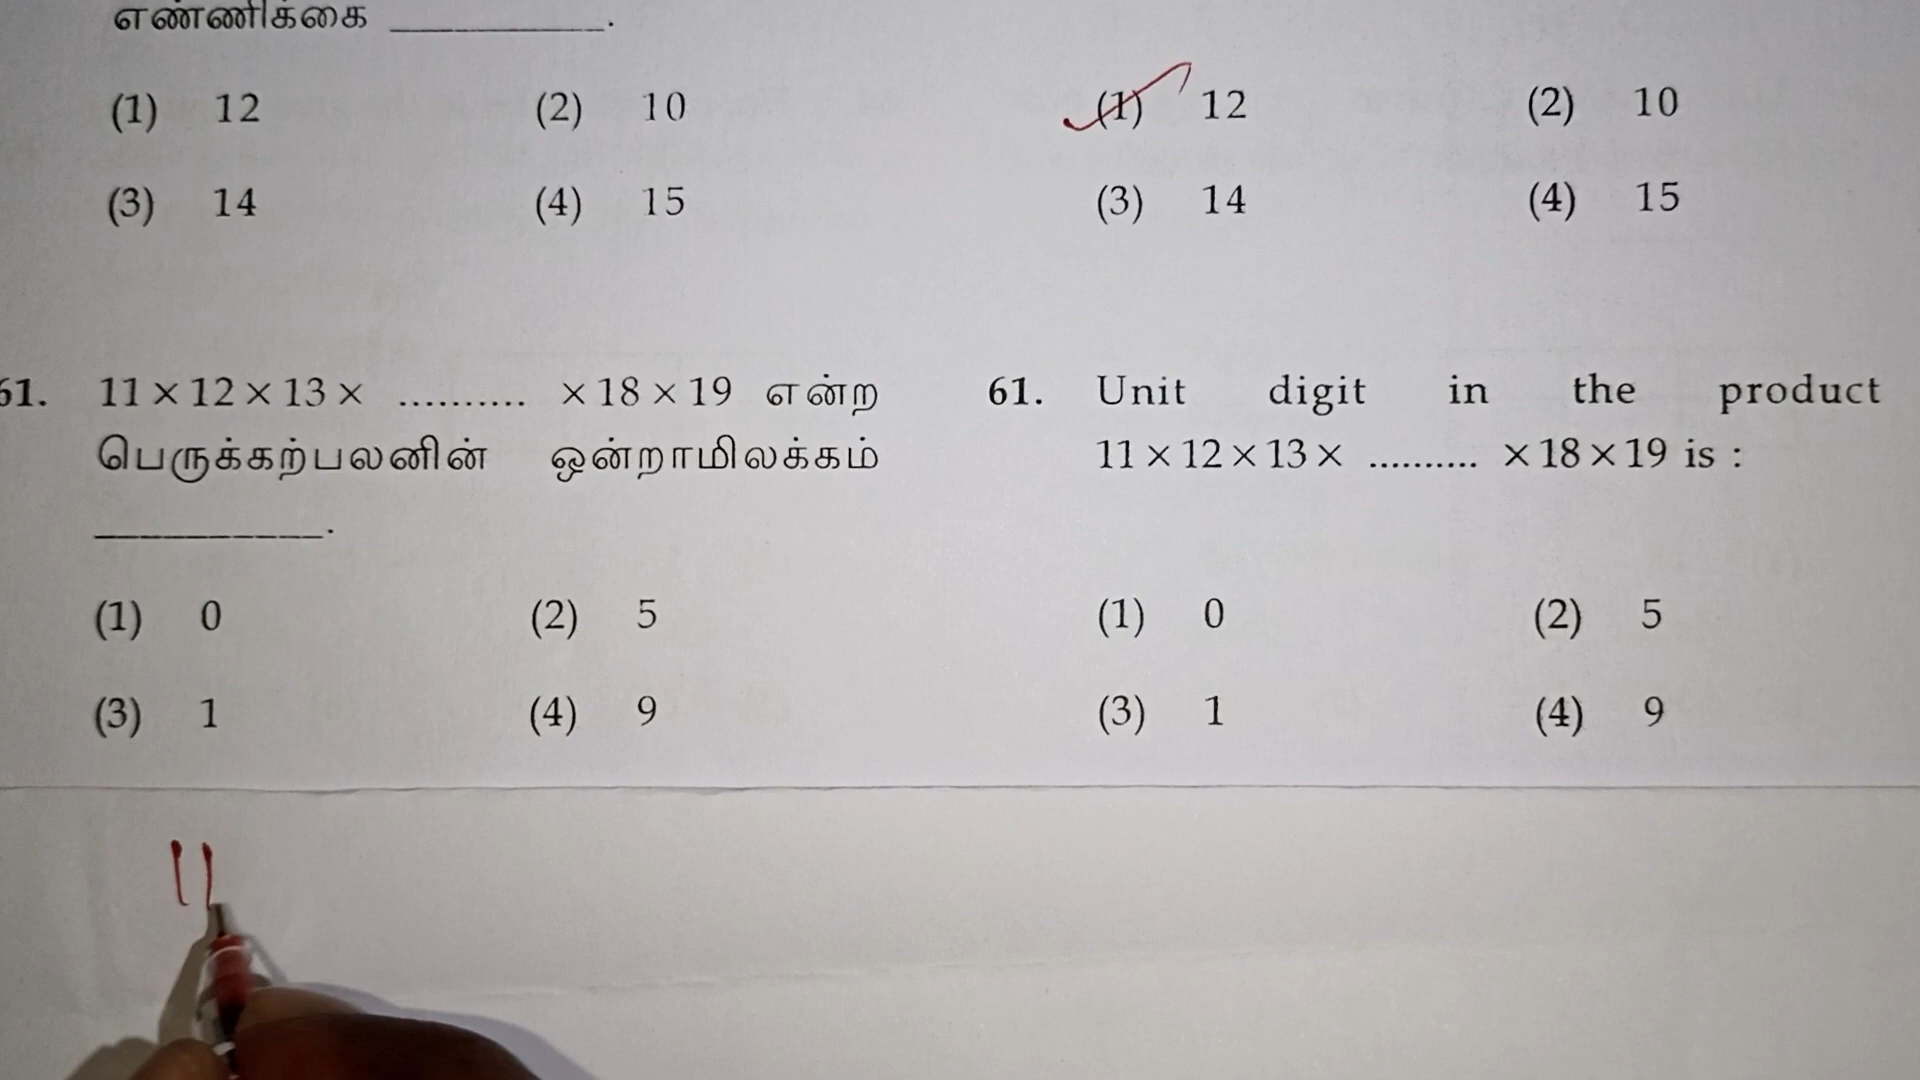 எண்ணிக்கை __________.
(1) 12 (2) 10
(3) 14 (4) 15
61. 11 × 12 × 13 × .......... × 18 × 19 என்ற
பெருக்கற்பலனின் ஒன்றாமிலக்கம்
__________.
(1) 0 (2) 5
(3) 1 (4) 9
(1) 12 (2) 10
(3) 14 (4) 15
61. Unit digit in the product
11 × 12 × 13 × .......... × 18 × 19 is :
(1) 0 (2) 5
(3) 1 (4) 9
11